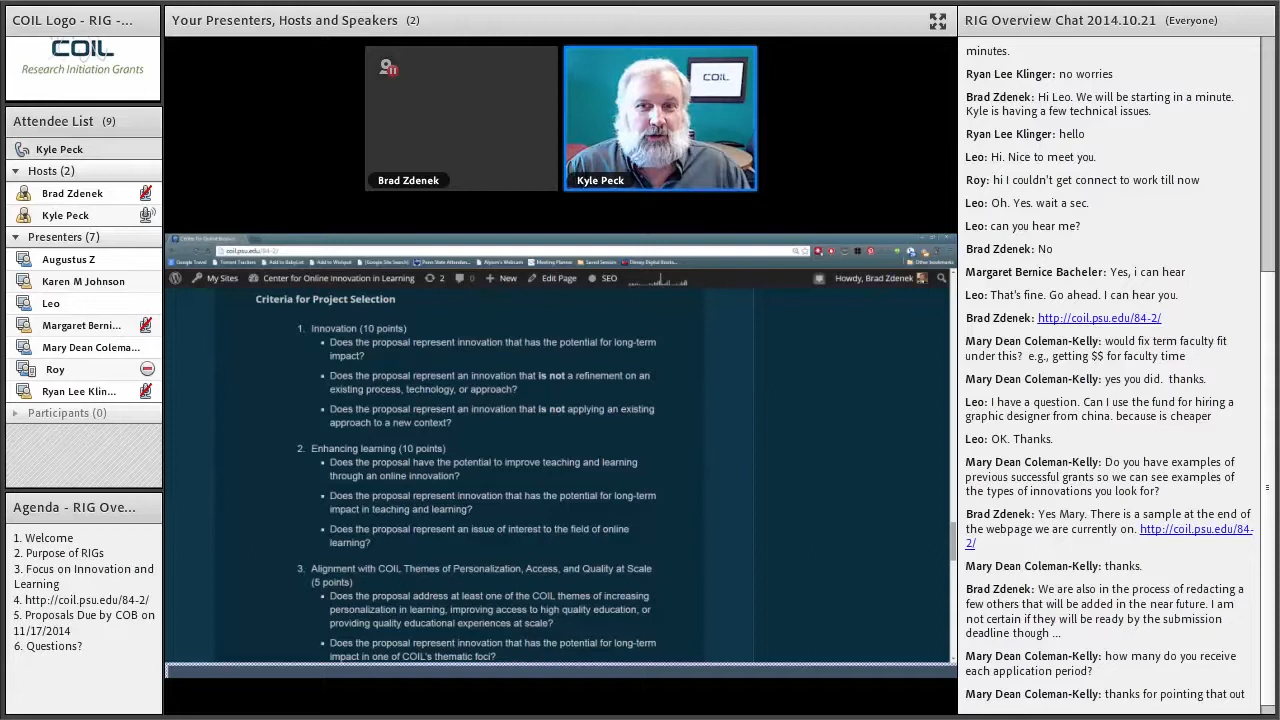 COIL Logo - RIG -...
COIL
Research Initiation Grants
Attendee List (9)
Kyle Peck
Hosts (2)
Brad Zdenek
Kyle Peck
Presenters (7)
Augustus Z
Karen M Johnson
Leo
Margaret Berni...
Mary Dean Colema...
Roy
Ryan Lee Klin...
Participants (0)
Agenda - RIG Ove...
1. Welcome
2. Purpose of RIGs
3. Focus on Innovation and
Learning
4. http://coil.psu.edu/84-2/
5. Proposals Due by COB on
11/17/2014
6. Questions?
Your Presenters, Hosts and Speakers (2)
Brad Zdenek
COIL
Kyle Peck
coil.psu.edu/84-2/
My Sites
Center for Online Innovation in Learning
2
0
+ New
Edit Page
SEO
Howdy, Brad Zdenek
Criteria for Project Selection
1. Innovation (10 points)
Does the proposal represent innovation that has the potential for long-term
impact?
Does the proposal represent an innovation that is not a refinement on an
existing process, technology, or approach?
Does the proposal represent an innovation that is not applying an existing
approach to a new context?
2. Enhancing learning (10 points)
Does the proposal have the potential to improve teaching and learning
through an online innovation?
Does the proposal represent innovation that has the potential for long-term
impact in teaching and learning?
Does the proposal represent an issue of interest to the field of online
learning?
3. Alignment with COIL Themes of Personalization, Access, and Quality at Scale
(5 points)
Does the proposal address at least one of the COIL themes of increasing
personalization in learning, improving access to high quality education, or
providing quality educational experiences at scale?
Does the proposal represent innovation that has the potential for long-term
impact in one of COIL's thematic foci?
RIG Overview Chat 2014.10.21 (Everyone)
minutes.
Ryan Lee Klinger: no worries
Brad Zdenek: Hi Leo. We will be starting in a minute.
Kyle is having a few technical issues.
Ryan Lee Klinger: hello
Leo: Hi. Nice to meet you.
Roy: hi I coun't get connect to work till now
Leo: Oh. Yes. wait a sec.
Leo: can you hear me?
Brad Zdenek: No
Margaret Bernice Bacheler: Yes, i can hear
Leo: That's fine. Go ahead. I can hear you.
Brad Zdenek: http://coil.psu.edu/84-2/
Mary Dean Coleman-Kelly: would fix term faculty fit
under this? e.g., getting $$ for faculty time
Mary Dean Coleman-Kelly: yes you did. thanks.
Leo: I have a question. Can I use the fund for hiring a
graphic designer from china. because is cheaper
Leo: OK. Thanks.
Mary Dean Coleman-Kelly: Do you have examples of
previous successful grants so we can see examples of
the types of innovations you look for?
Brad Zdenek: Yes Mary. There is a sample at the end of
the webpage we are currently on. http://coil.psu.edu/84-
2/
Mary Dean Coleman-Kelly: thanks.
Brad Zdenek: We are also in the process of redacting a
few others that will be added in the near future. I am
not certain if they will be ready by the submission
deadline though ...
Mary Dean Coleman-Kelly: how many do you receive
each application period?
Mary Dean Coleman-Kelly: thanks for pointing that out